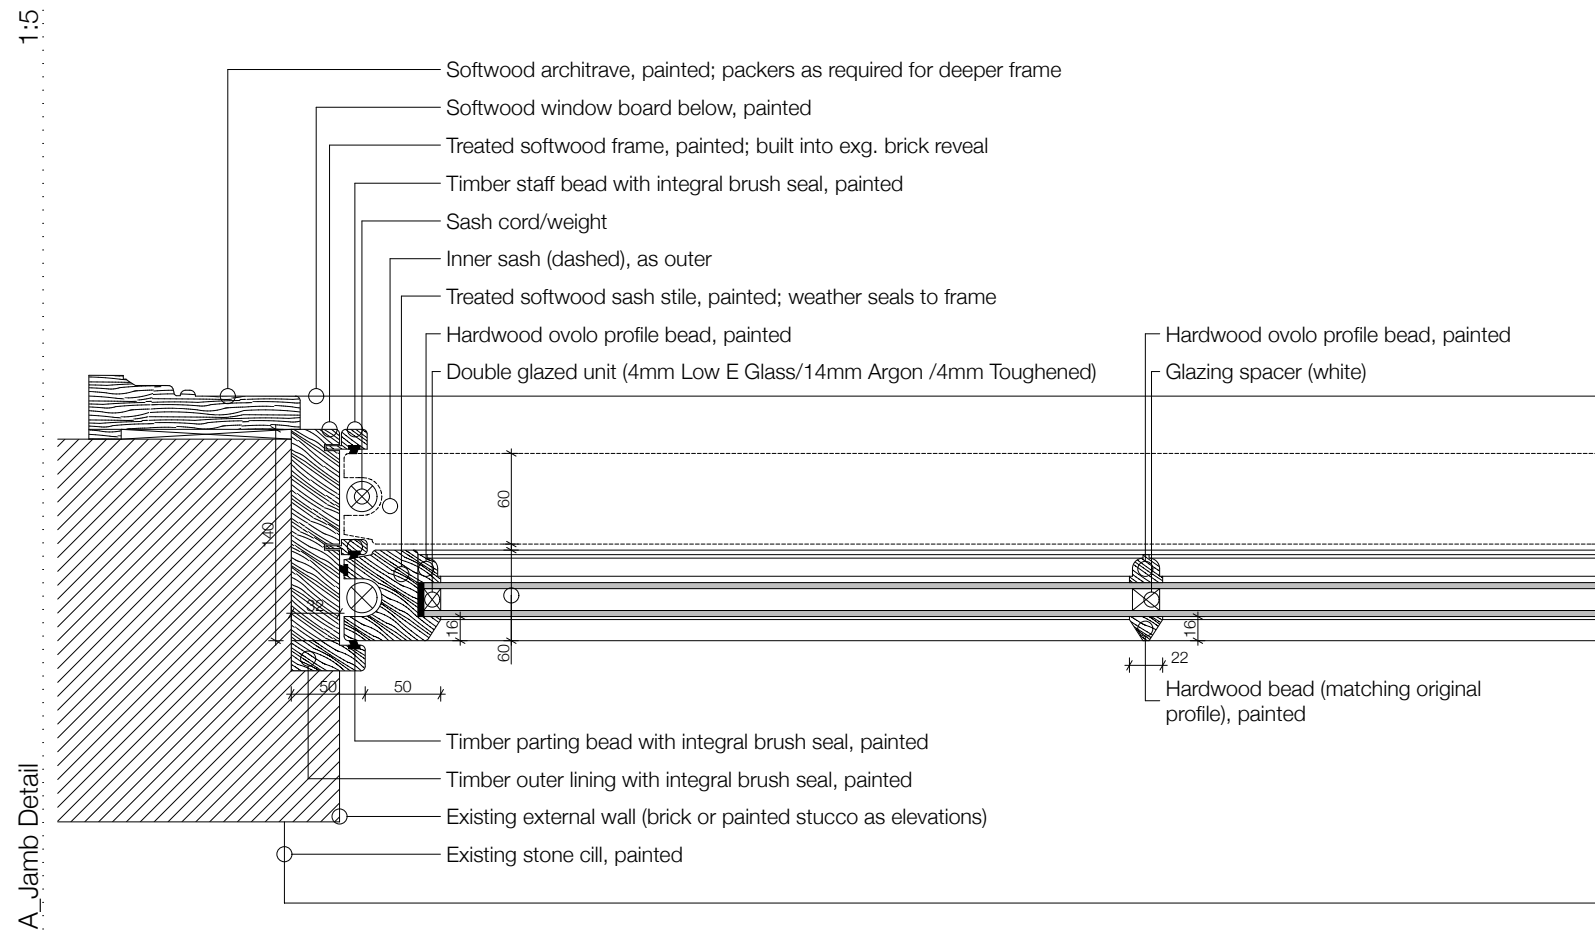 1:5
Softwood architrave, painted; packers as required for deeper frame
Softwood window board below, painted
Treated softwood frame, painted; built into exg. brick reveal
Timber staff bead with integral brush seal, painted
Sash cord/weight
Inner sash (dashed), as outer
Treated softwood sash stile, painted; weather seals to frame
Hardwood ovolo profile bead, painted
Hardwood ovolo profile bead, painted
Double glazed unit (4mm Low E Glass/14mm Argon /4mm Toughened)
Glazing spacer (white)
60
140
32
16
16
60
22
50
50
Hardwood bead (matching original
profile), painted
Timber parting bead with integral brush seal, painted
Timber outer lining with integral brush seal, painted
Existing external wall (brick or painted stucco as elevations)
Existing stone cill, painted
A_Jamb Detail